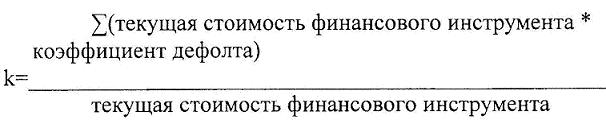 ∑(текущая стоимость финансового инструмента *
коэффициент дефолта)
k=
текущая стоимость финансового инструмента